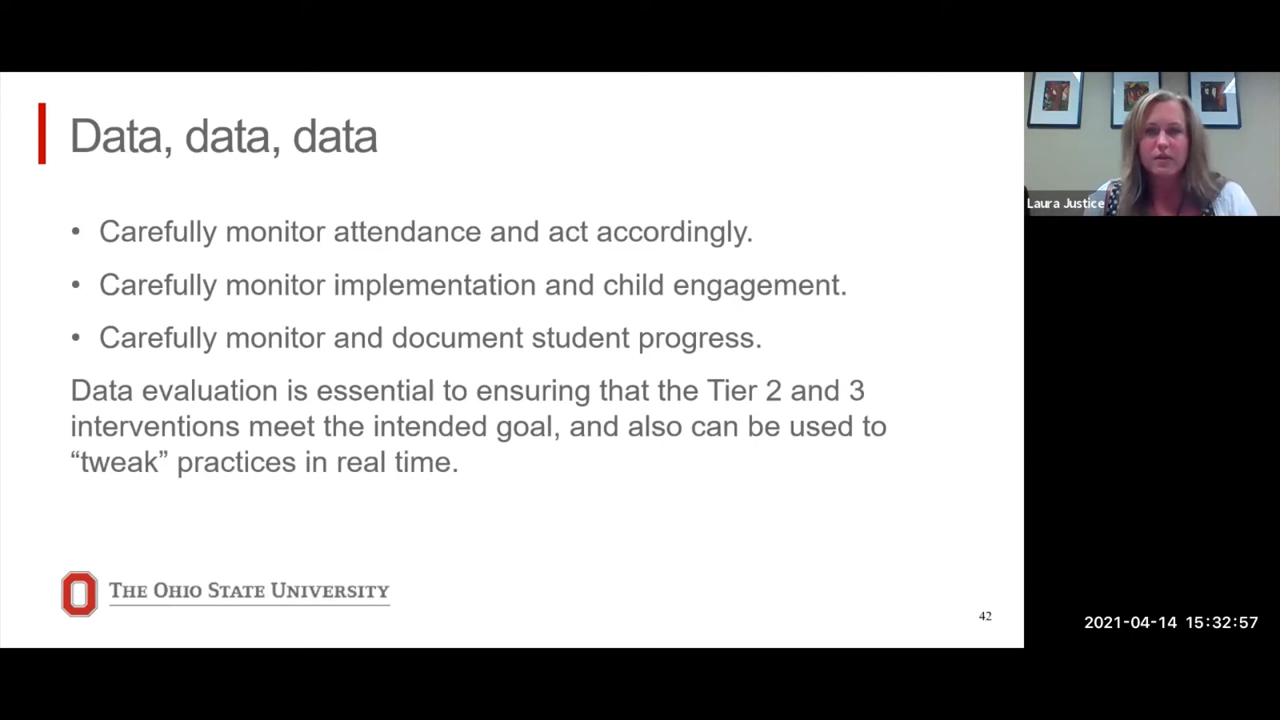 Data, data, data
• Carefully monitor attendance and act accordingly.
• Carefully monitor implementation and child engagement.
• Carefully monitor and document student progress.
Data evaluation is essential to ensuring that the Tier 2 and 3
interventions meet the intended goal, and also can be used to
“tweak” practices in real time.
THE OHIO STATE UNIVERSITY
42
Laura Justice
2021-04-14 15:32:57